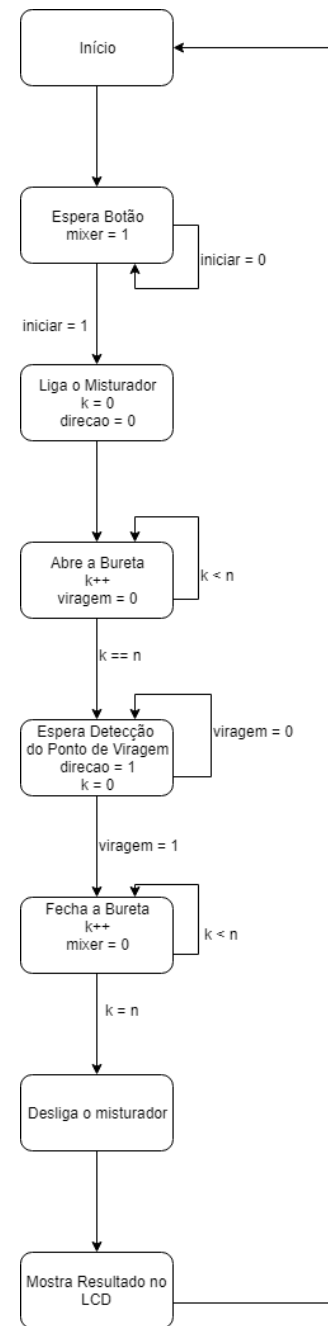 Início
Espera Botão
mixer = 1
iniciar = 0
iniciar = 1
Liga o Misturador
k = 0
direcao = 0
Abre a Bureta
k++
viragem = 0
k < n
k == n
Espera Detecção
do Ponto de Viragem
direcao = 1
k = 0
viragem = 0
viragem = 1
Fecha a Bureta
k++
mixer = 0
k < n
k = n
Desliga o misturador
Mostra Resultado no
LCD